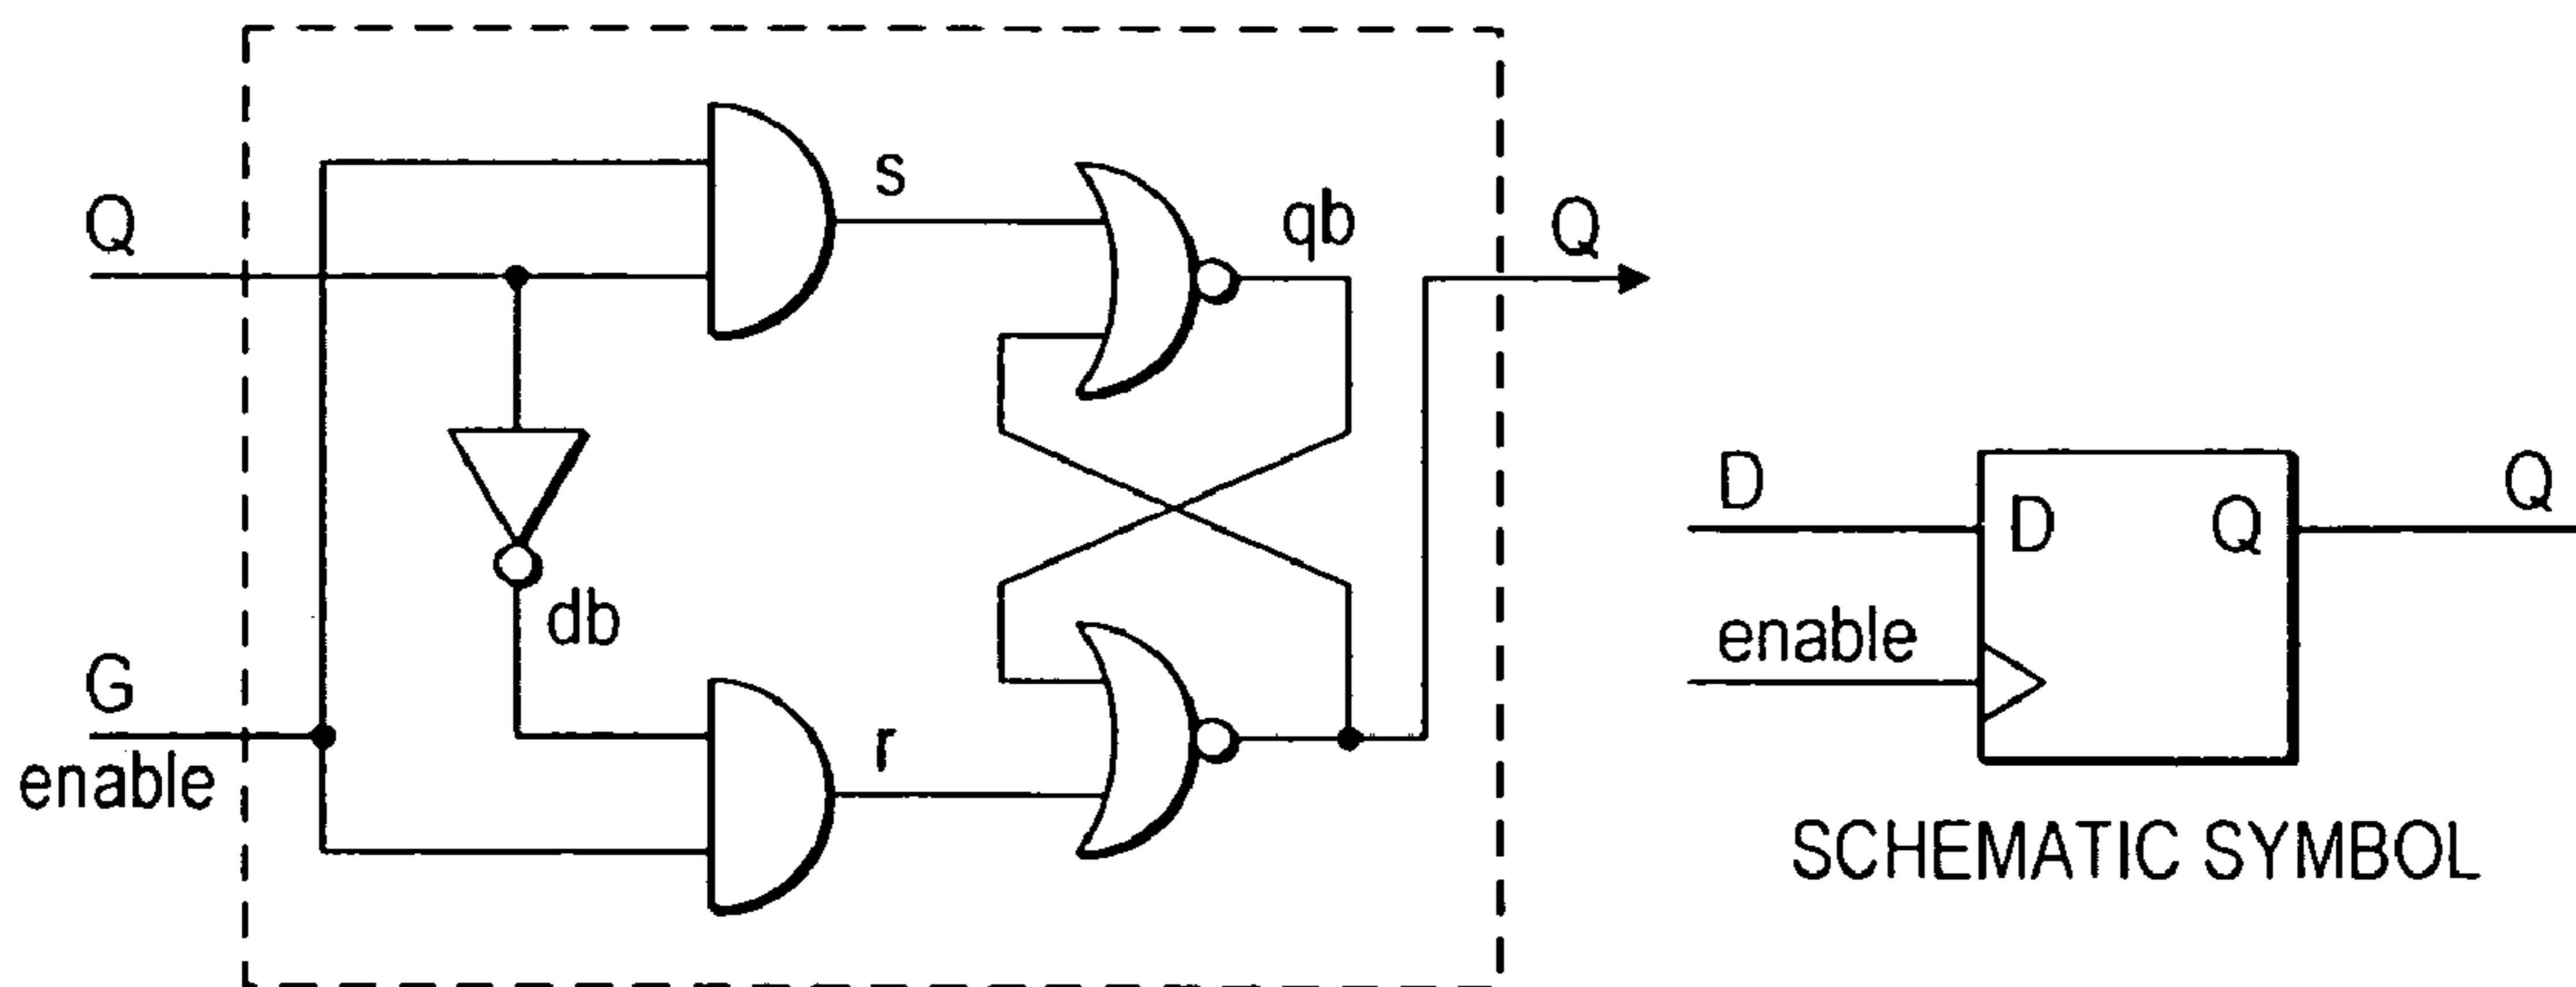 Q
G
enable
s
db
r
qb
Q
D
enable
D
Q
Q
SCHEMATIC SYMBOL